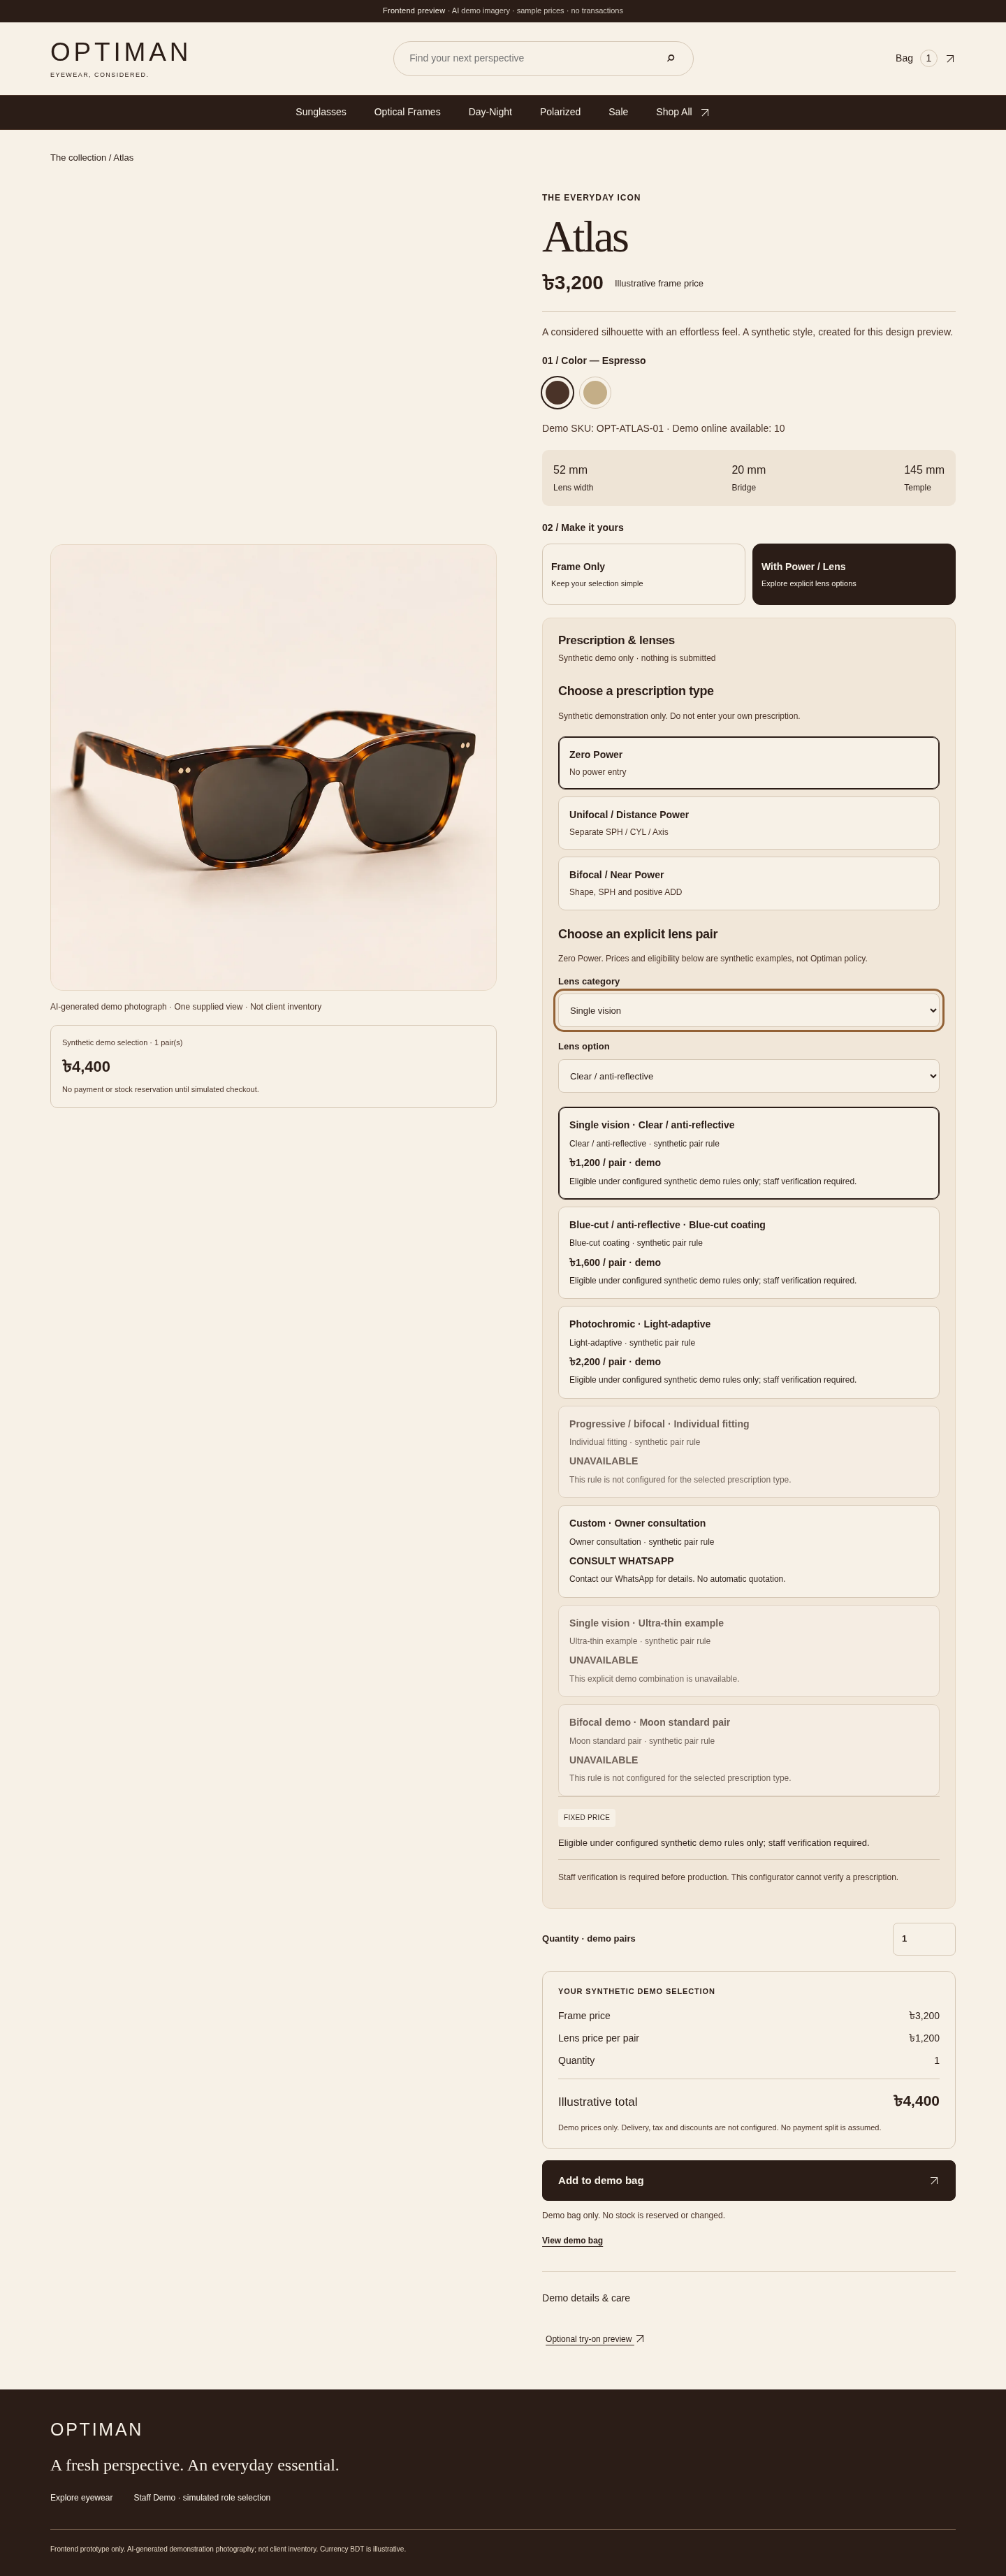 Frontend preview · AI demo imagery · sample prices · no transactions
OPTIMAN
EYEWEAR, CONSIDERED.
Find your next perspective
Bag 1
Sunglasses Optical Frames Day-Night Polarized Sale Shop All
The collection / Atlas
THE EVERYDAY ICON
Atlas
৳3,200 Illustrative frame price
A considered silhouette with an effortless feel. A synthetic style, created for this design preview.
01 / Color — Espresso
Demo SKU: OPT-ATLAS-01 · Demo online available: 10
52 mm 20 mm 145 mm
Lens width Bridge Temple
02 / Make it yours
Frame Only
Keep your selection simple
With Power / Lens
Explore explicit lens options
AI-generated demo photograph · One supplied view · Not client inventory
Synthetic demo selection · 1 pair(s)
৳4,400
No payment or stock reservation until simulated checkout.
Prescription & lenses
Synthetic demo only · nothing is submitted
Choose a prescription type
Synthetic demonstration only. Do not enter your own prescription.
Zero Power
No power entry
Unifocal / Distance Power
Separate SPH / CYL / Axis
Bifocal / Near Power
Shape, SPH and positive ADD
Choose an explicit lens pair
Zero Power. Prices and eligibility below are synthetic examples, not Optiman policy.
Lens category
Single vision
Lens option
Clear / anti-reflective
Single vision · Clear / anti-reflective
Clear / anti-reflective · synthetic pair rule
৳1,200 / pair · demo
Eligible under configured synthetic demo rules only; staff verification required.
Blue-cut / anti-reflective · Blue-cut coating
Blue-cut coating · synthetic pair rule
৳1,600 / pair · demo
Eligible under configured synthetic demo rules only; staff verification required.
Photochromic · Light-adaptive
Light-adaptive · synthetic pair rule
৳2,200 / pair · demo
Eligible under configured synthetic demo rules only; staff verification required.
Progressive / bifocal · Individual fitting
Individual fitting · synthetic pair rule
UNAVAILABLE
This rule is not configured for the selected prescription type.
Custom · Owner consultation
Owner consultation · synthetic pair rule
CONSULT WHATSAPP
Contact our WhatsApp for details. No automatic quotation.
Single vision · Ultra-thin example
Ultra-thin example · synthetic pair rule
UNAVAILABLE
This explicit demo combination is unavailable.
Bifocal demo · Moon standard pair
Moon standard pair · synthetic pair rule
UNAVAILABLE
This rule is not configured for the selected prescription type.
FIXED PRICE
Eligible under configured synthetic demo rules only; staff verification required.
Staff verification is required before production. This configurator cannot verify a prescription.
Quantity · demo pairs 1
YOUR SYNTHETIC DEMO SELECTION
Frame price ৳3,200
Lens price per pair ৳1,200
Quantity 1
Illustrative total ৳4,400
Demo prices only. Delivery, tax and discounts are not configured. No payment split is assumed.
Add to demo bag
Demo bag only. No stock is reserved or changed.
View demo bag
Demo details & care
Optional try-on preview
OPTIMAN
A fresh perspective. An everyday essential.
Explore eyewear Staff Demo · simulated role selection
Frontend prototype only. AI-generated demonstration photography; not client inventory. Currency BDT is illustrative.